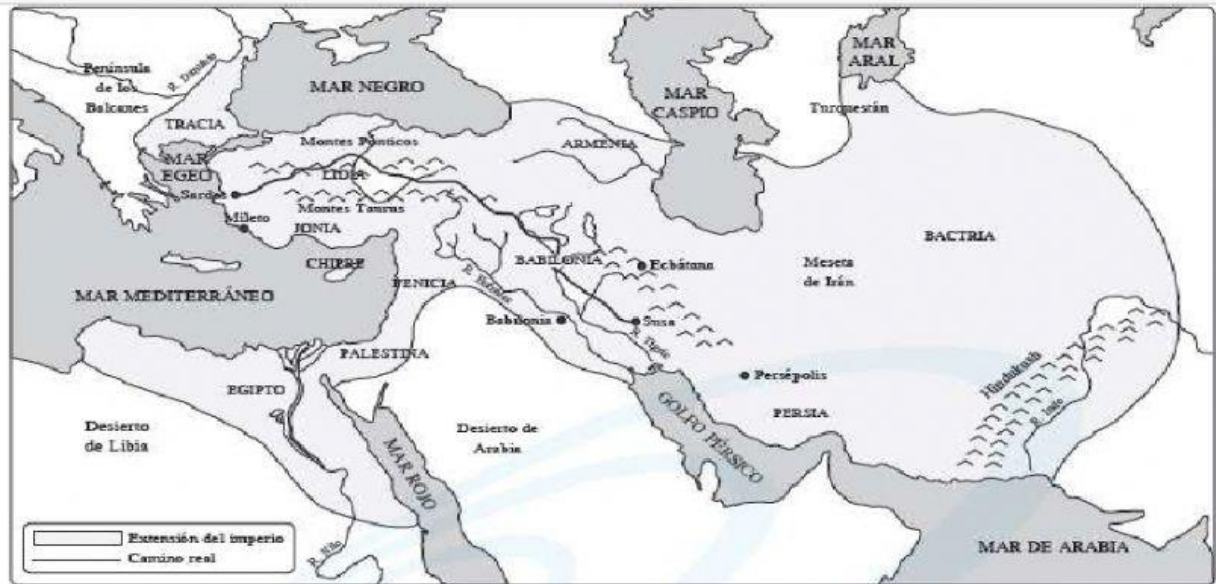 MAR
ARAL
Península
de los
Balcanes
R. Danubio
MAR NEGRO
MAR
CASPIO
Turquestán
TRACIA
Montes Pónticos
ARMENIA
MAR
EGEO
LIDIA
Sardes
Montes Taurus
Mileto
JONIA
BACTRIA
CHIPRE
BABILONIA
Ecbátana
Meseta
de Irán
FENICIA
MAR MEDITERRÁNEO
Babilonia
Susa
R. Tigris
PALESTINA
Hindukush
EGIPTO
Persépolis
R. Indo
GOLFO PÉRSICO
PERSIA
Desierto
de Libia
Desierto de
Arabia
MAR ROJO
Extensión del imperio
Camino real
R. Nilo
MAR DE ARABIA